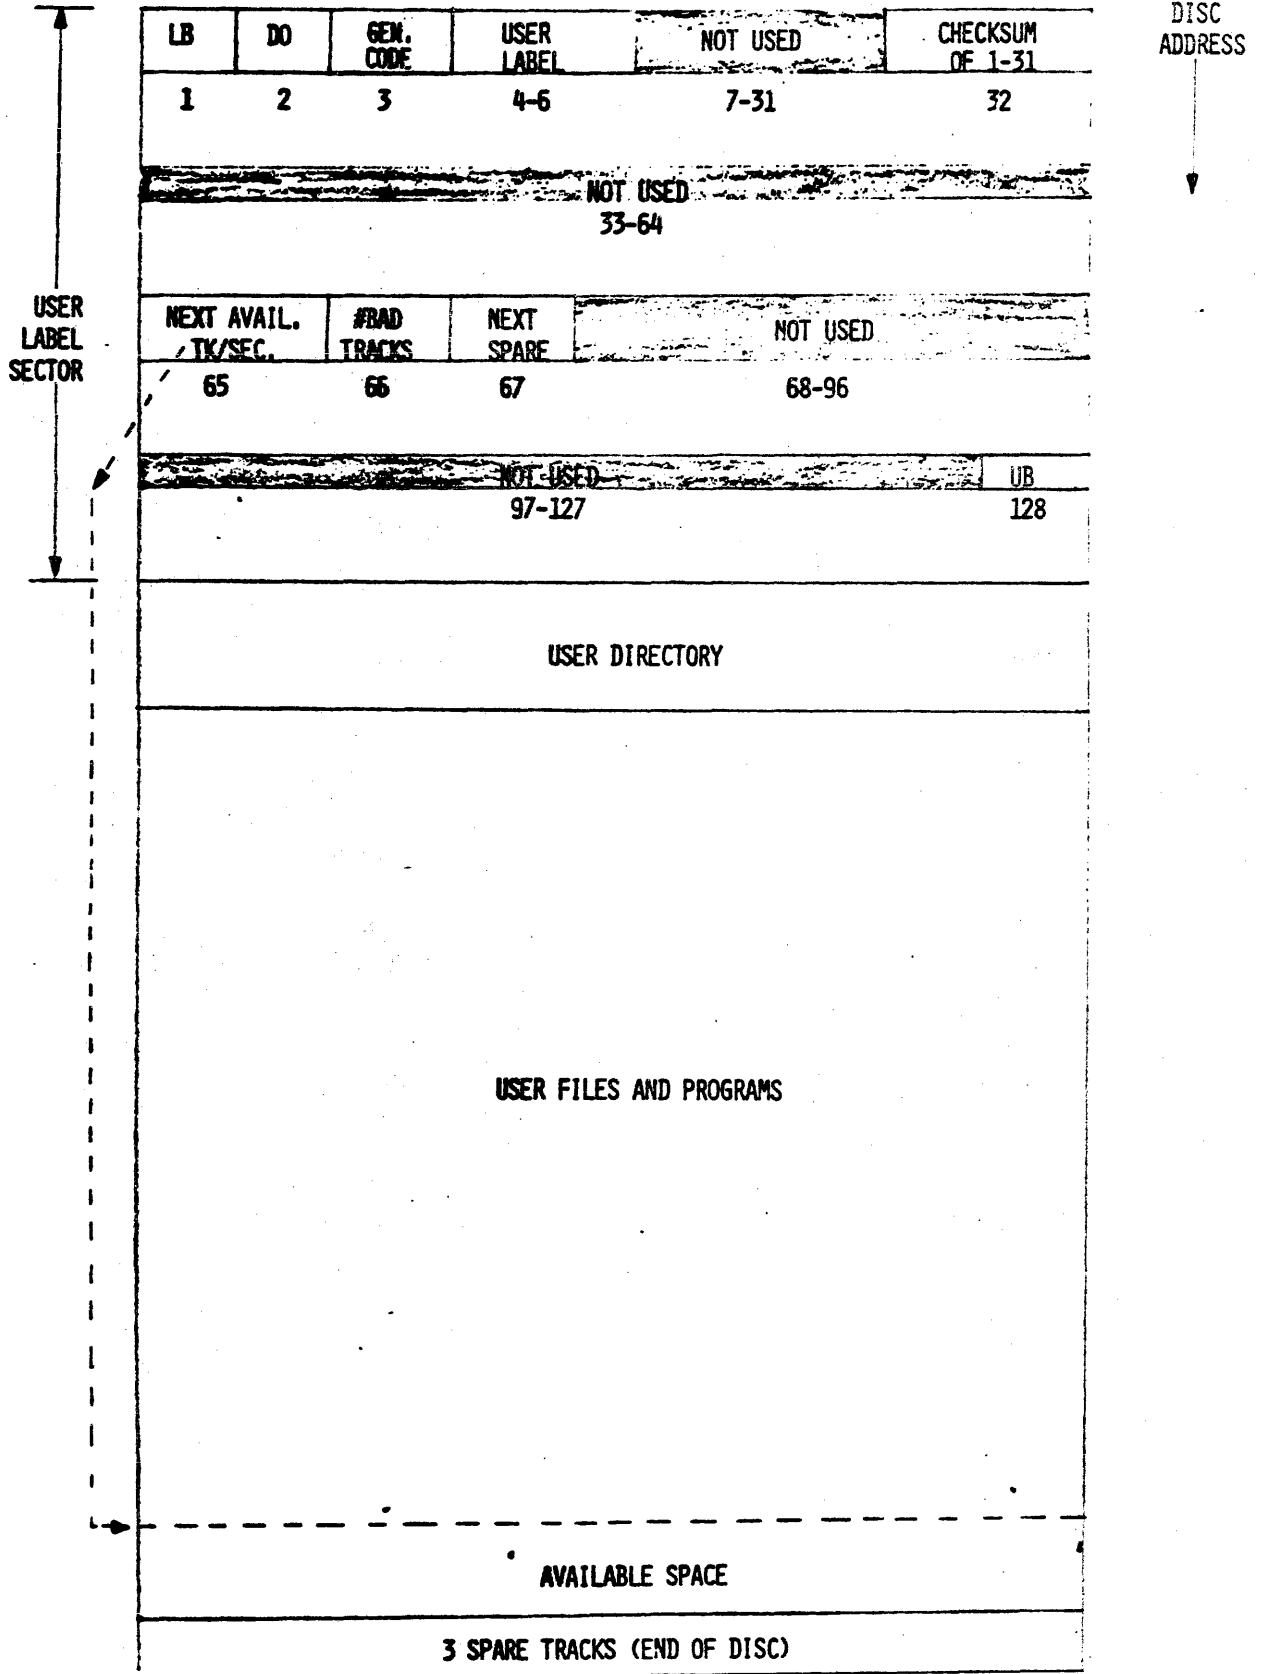 DISC
ADDRESS
LB DO GEN. USER NOT USED CHECKSUM
CODE LABEL OF 1-31
1 2 3 4-6 7-31 32
NOT USED
33-64
USER
LABEL
SECTOR
NEXT AVAIL. #BAD NEXT NOT USED
TK/SEC. TRACKS SPARE
65 66 67 68-96
NOT USED UB
97-127 128
USER DIRECTORY
USER FILES AND PROGRAMS
AVAILABLE SPACE
3 SPARE TRACKS (END OF DISC)